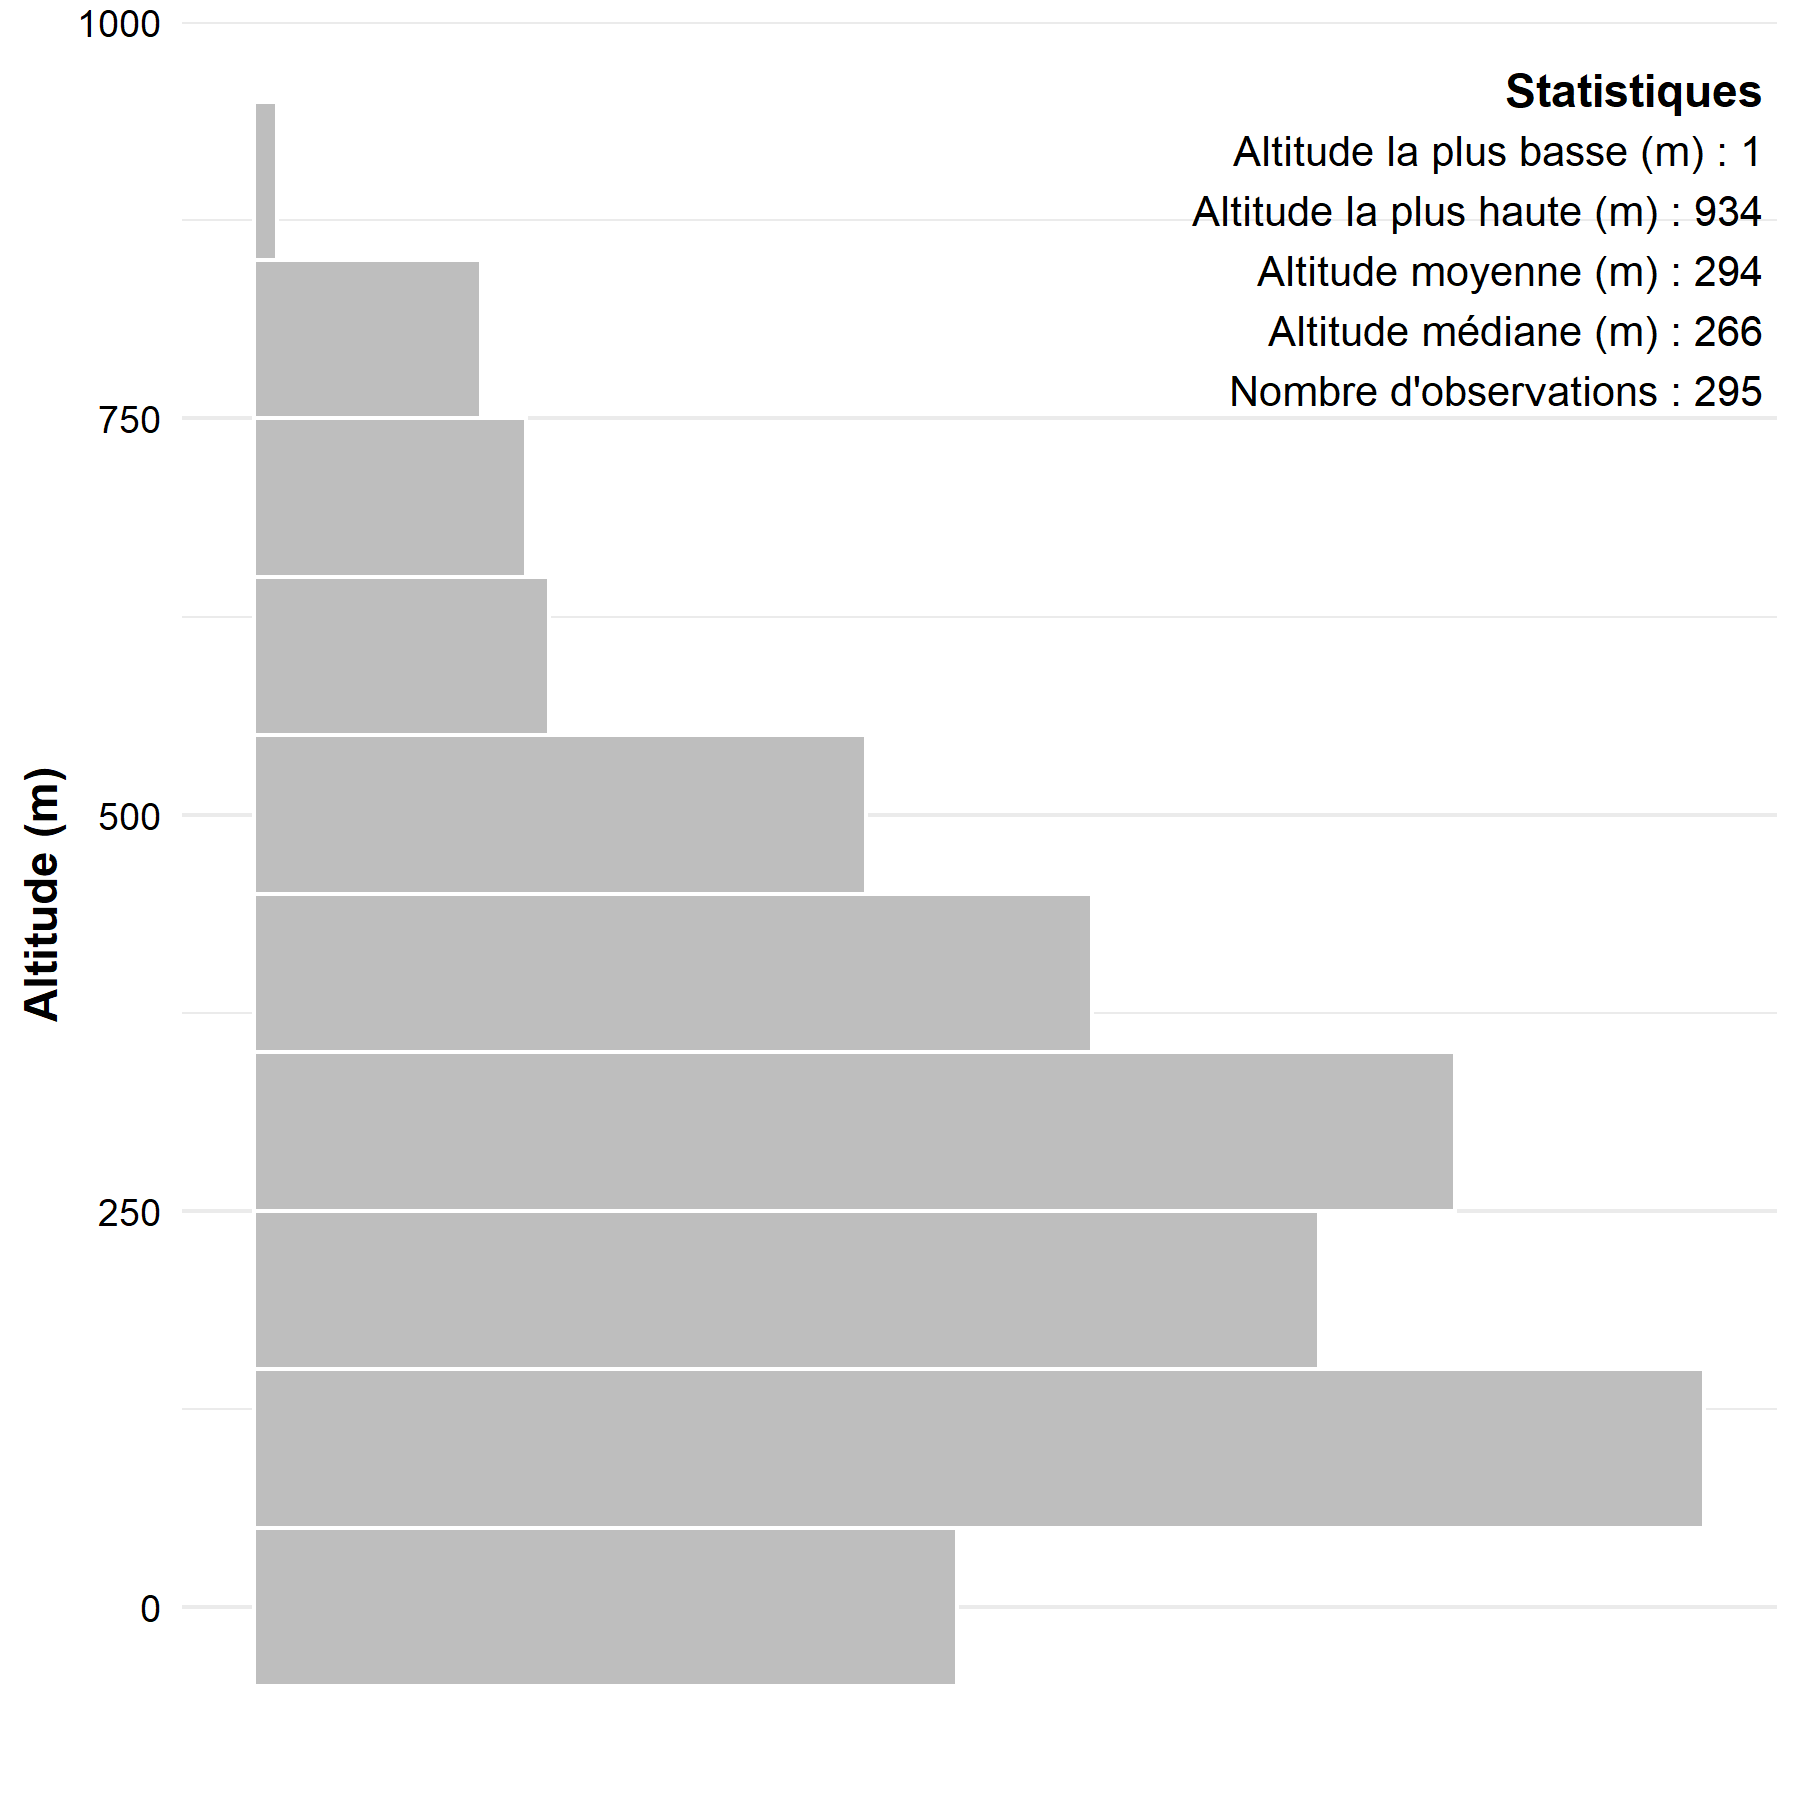 1000
Statistiques
Altitude la plus basse (m) : 1
Altitude la plus haute (m) : 934
Altitude moyenne (m) : 294
Altitude médiane (m) : 266
Nombre d'observations : 295
750
500
Altitude (m)
250
0